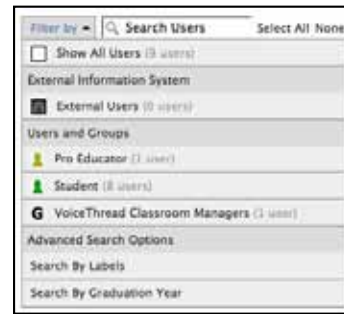 Filter by Search Users Select All None
Show All Users (9 users)
External Information System
External Users (0 users)
Users and Groups
Pro Educator (1 user)
Student (8 users)
G VoiceThread Classroom Managers (1 user)
Advanced Search Options
Search By Labels
Search By Graduation Year